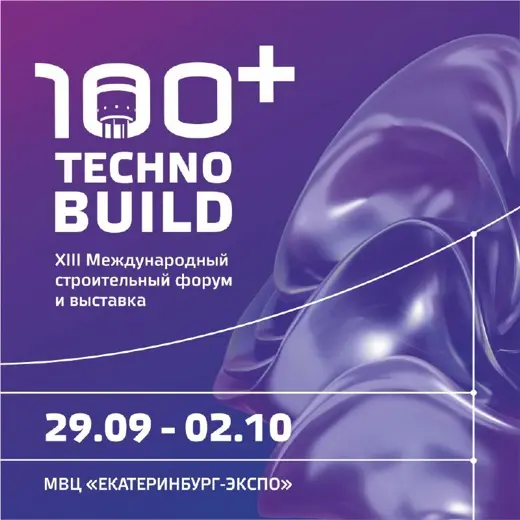 100+
TECHNO
BUILD
XIII Международный
строительный форум
и выставка
29.09 - 02.10
МВЦ «ЕКАТЕРИНБУРГ-ЭКСПО»